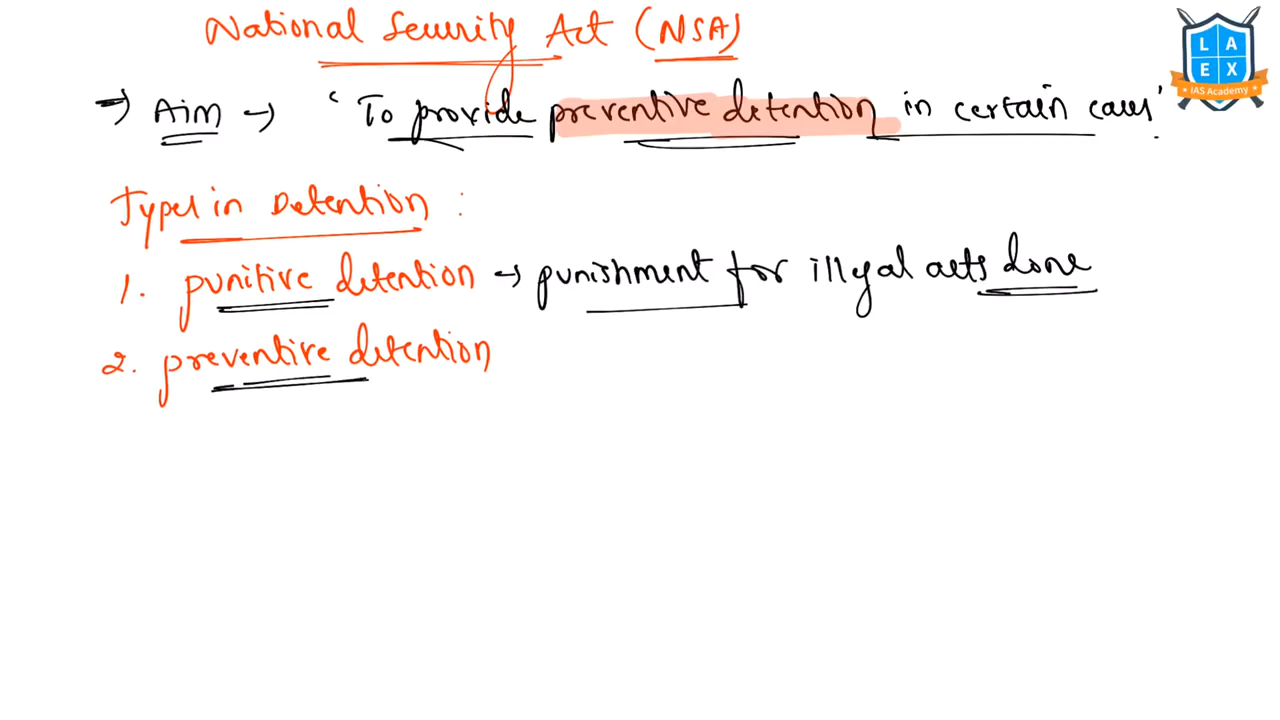 National Security Act (NSA)
L A
E X
IAS Academy
→ Aim → 'To provide preventive detention in certain cases'
Types in Detention :
1. punitive detention → punishment for illegal acts done
2. preventive detention